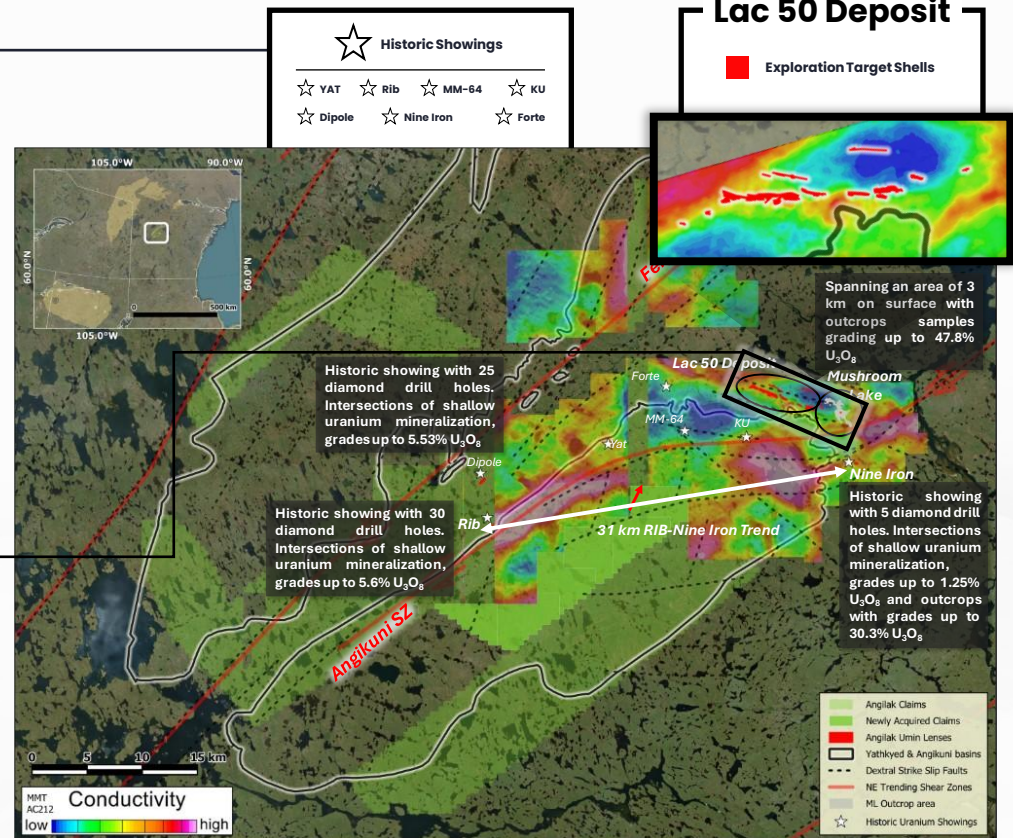 Lac 50 Deposit
Exploration Target Shells
Historic Showings
YAT
Rib
MM-64
KU
Dipole
Nine Iron
Forte
105.0°W
90.0°W
60.0°N
60.0°N
0
500 km
105.0°W
Spanning an area of 3
km on surface with
outcrops samples
grading up to 47.8%
U₃O₈
Mushroom
Lake
Lac 50 Deposit
Historic showing with 25
diamond drill holes.
Intersections of shallow
uranium mineralization,
grades up to 5.53% U₃O₈
Forte
MM-64
KU
Yat
Dipole
Nine Iron
Rib
31 km RIB-Nine Iron Trend
Historic showing with 30
diamond drill holes.
Intersections of shallow
uranium mineralization,
grades up to 5.6% U₃O₈
Historic showing
with 5 diamond drill
holes. Intersections
of shallow uranium
mineralization,
grades up to 1.25%
U₃O₈ and outcrops
with grades up to
30.3% U₃O₈
Angikuni SZ
0 5 10 15 km
MMT
AC212
Conductivity
low
high
Angilak Claims
Newly Acquired Claims
Angilak Umin Lenses
Yathkyed & Angikuni basins
Dextral Strike Slip Faults
NE Trending Shear Zones
ML Outcrop area
Historic Uranium Showings